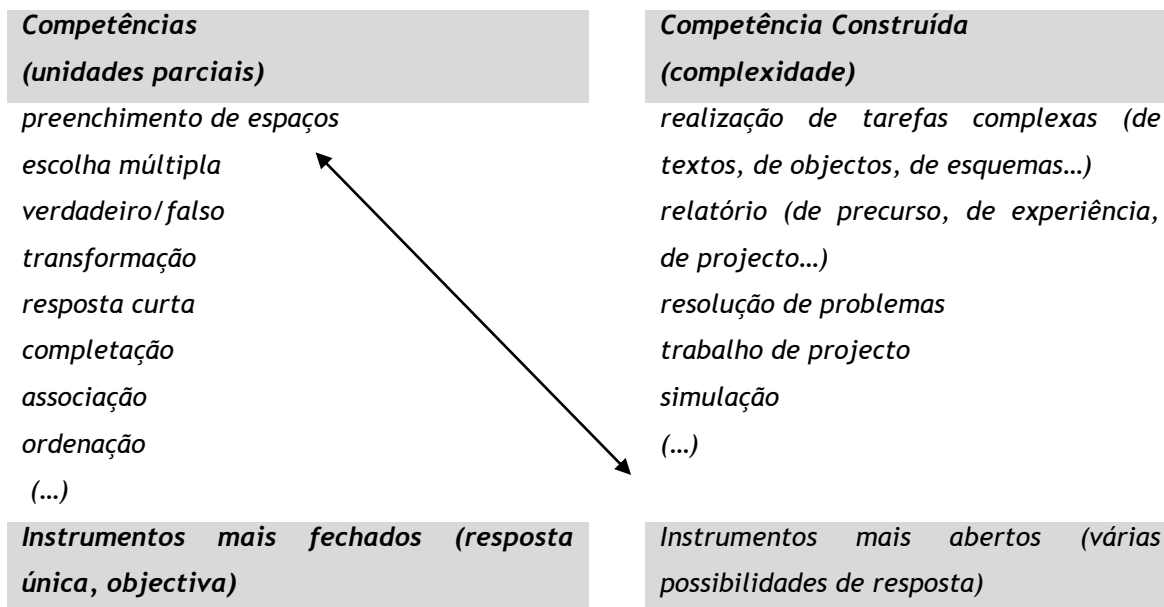 Competências
(unidades parciais)
preenchimento de espaços
escolha múltipla
verdadeiro/falso
transformação
resposta curta
completação
associação
ordenação
(…)
Instrumentos mais fechados (resposta
única, objectiva)
Competência Construída
(complexidade)
realização de tarefas complexas (de
textos, de objectos, de esquemas…)
relatório (de precurso, de experiência,
de projecto…)
resolução de problemas
trabalho de projecto
simulação
(…)
Instrumentos mais abertos (várias
possibilidades de resposta)